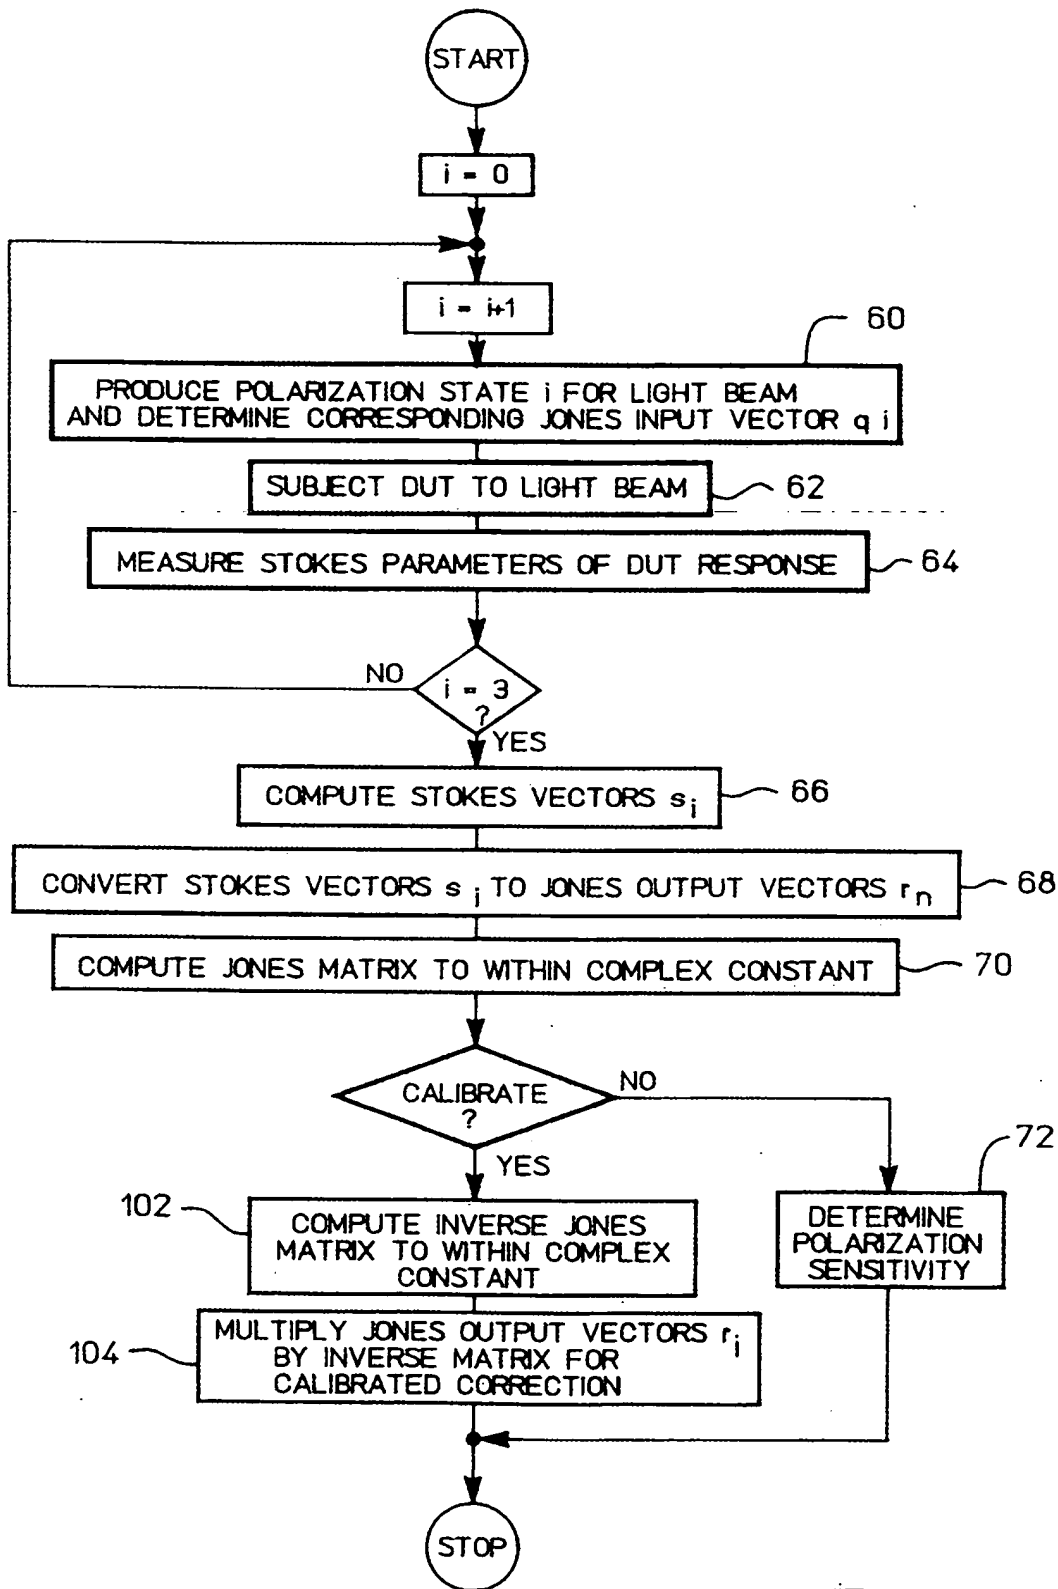 START
i = 0
i = i+1
60
PRODUCE POLARIZATION STATE i FOR LIGHT BEAM
AND DETERMINE CORRESPONDING JONES INPUT VECTOR q i
SUBJECT DUT TO LIGHT BEAM
62
MEASURE STOKES PARAMETERS OF DUT RESPONSE
64
NO
i = 3
?
YES
COMPUTE STOKES VECTORS s i
66
CONVERT STOKES VECTORS s i TO JONES OUTPUT VECTORS r n
68
COMPUTE JONES MATRIX TO WITHIN COMPLEX CONSTANT
70
CALIBRATE
?
NO
YES
72
102
COMPUTE INVERSE JONES
MATRIX TO WITHIN COMPLEX
CONSTANT
DETERMINE
POLARIZATION
SENSITIVITY
104
MULTIPLY JONES OUTPUT VECTORS r i
BY INVERSE MATRIX FOR
CALIBRATED CORRECTION
STOP